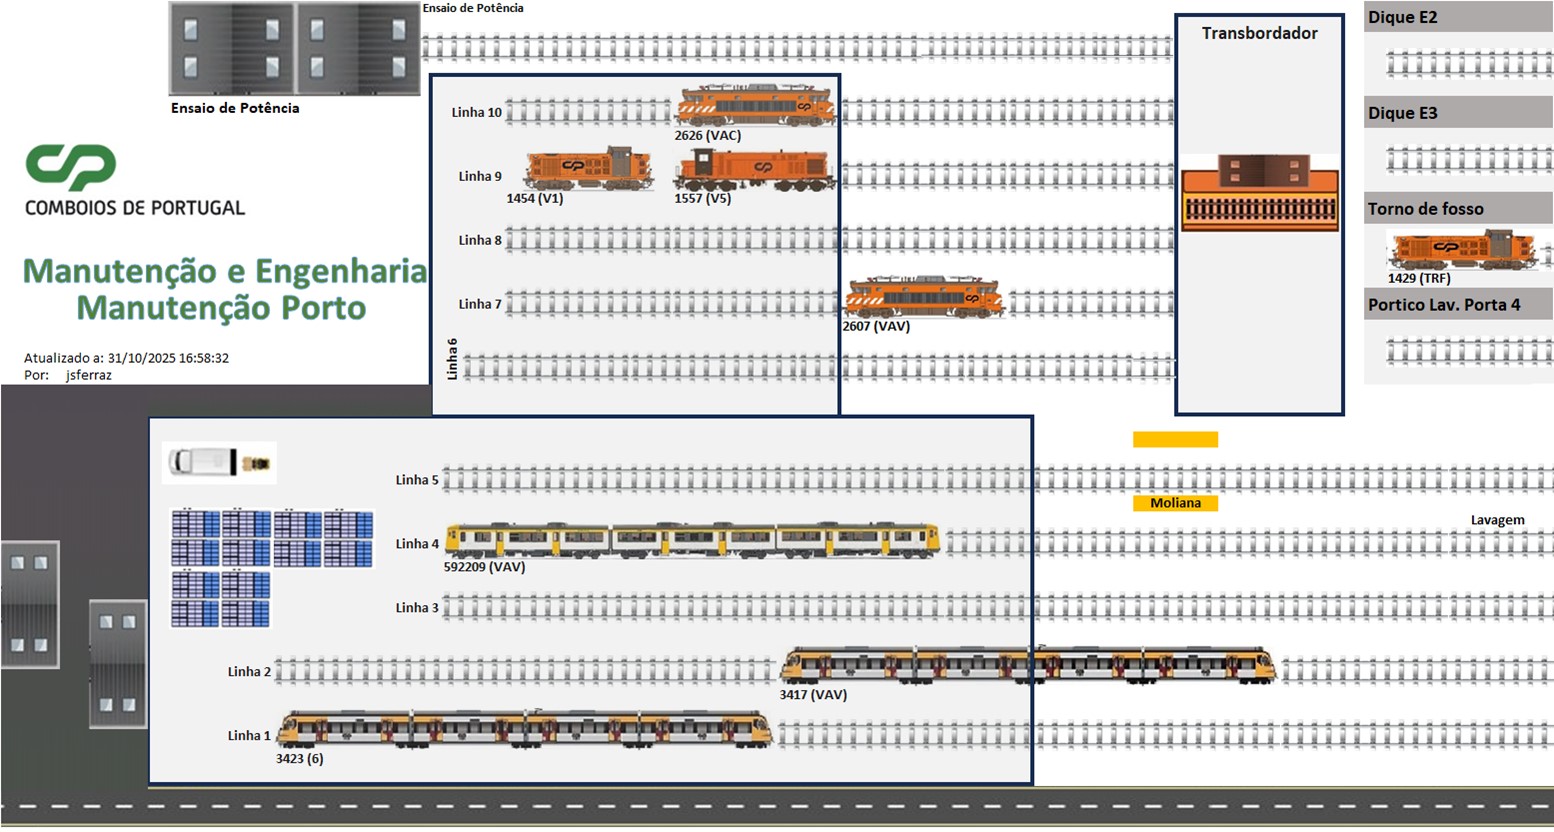 Ensaio de Potência
Ensaio de Potência
CP
COMBOIOS DE PORTUGAL
Manutenção e Engenharia
Manutenção Porto
Atualizado a: 31/10/2025 16:58:32
Por: jsferraz
Linha 10
2626 (VAC)
Linha 9
1454 (V1)
1557 (V5)
Linha 8
Linha 7
2607 (VAV)
Linha 6
Transbordador
Dique E2
Dique E3
Torno de fosso
1429 (TRF)
Portico Lav. Porta 4
Linha 5
Moliana
Lavagem
Linha 4
592209 (VAV)
Linha 3
Linha 2
3417 (VAV)
Linha 1
3423 (6)